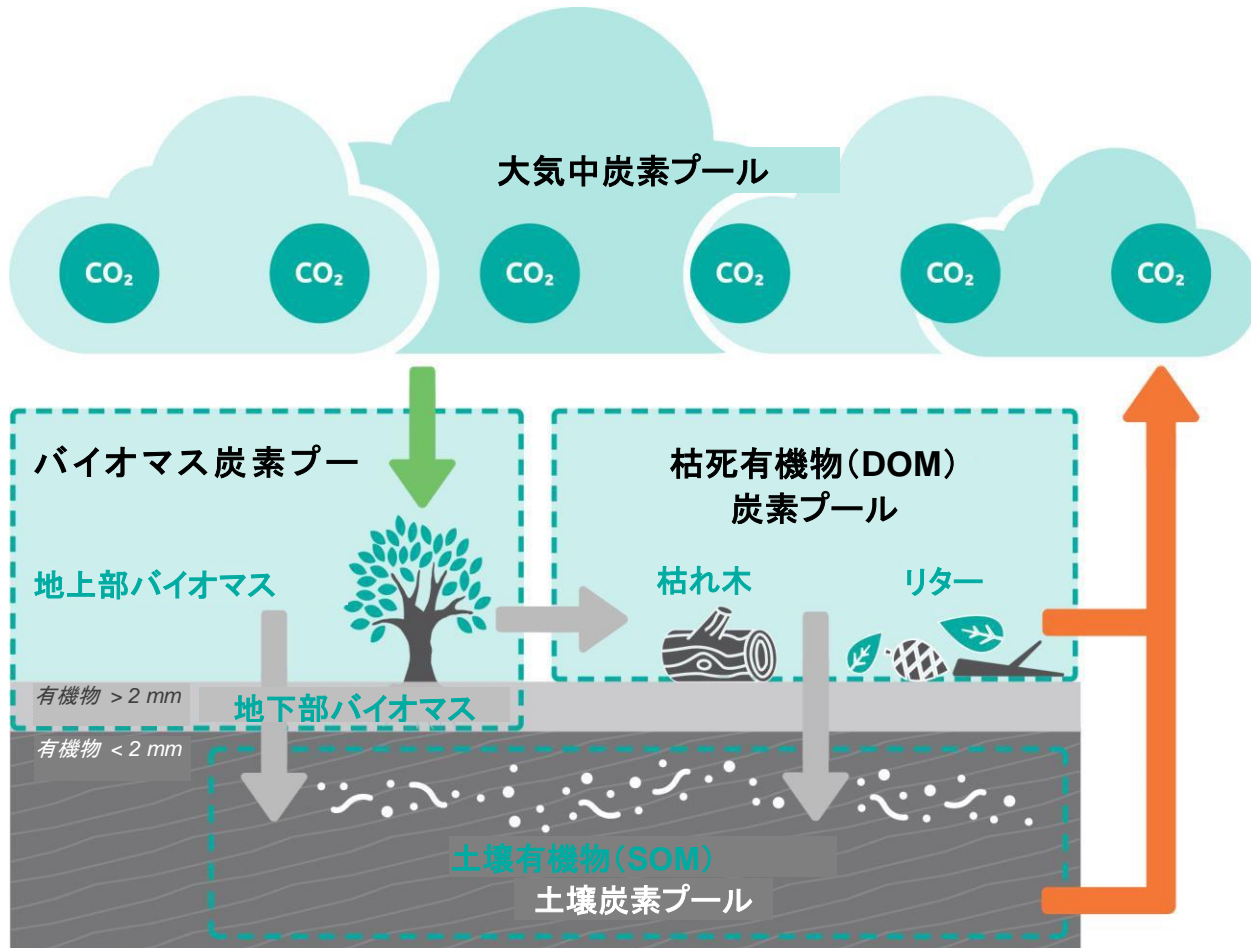 大気中炭素プール
CO₂ CO₂ CO₂ CO₂ CO₂ CO₂
バイオマス炭素プー
枯死有機物(DOM)
炭素プール
地上部バイオマス
枯れ木
リター
有機物 > 2 mm
地下部バイオマス
有機物 < 2 mm
土壌有機物(SOM)
土壌炭素プール